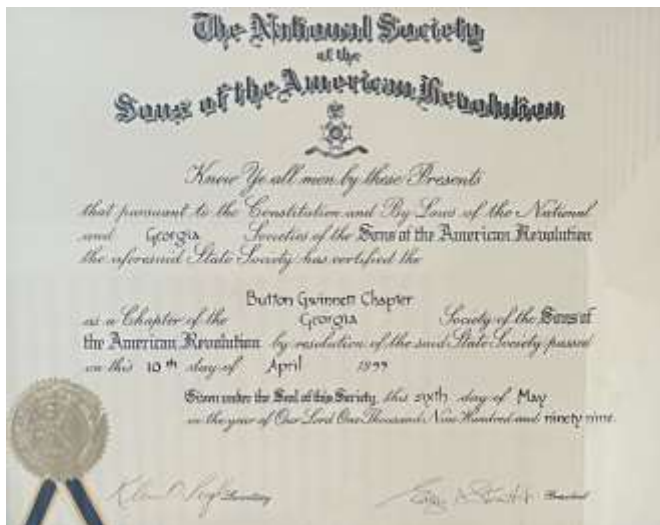 The National Society
of the
Sons of the American Revolution
Know Ye all men by these Presents
that pursuant to the Constitution and By Laws of the National
and Georgia Societies of the Sons of the American Revolution
the aforesaid State Society has certified the
Button Gwinnett Chapter
as a Chapter of the Georgia Society of the Sons of
the American Revolution by resolution of the said State Society passed
on this 10th day of April 1999
Given under the Seal of this Society, this sixth day of May
in the year of Our Lord One Thousand Nine Hundred and ninety nine.
Secretary President